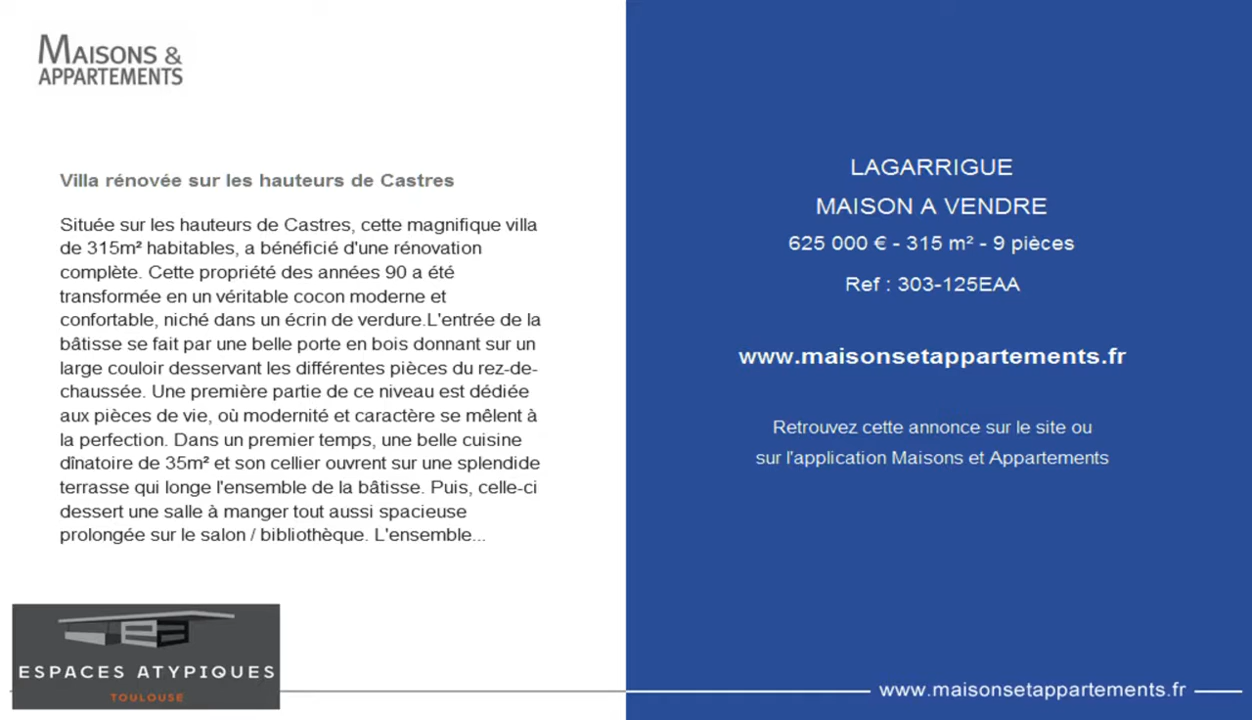 MAISONS &
APPARTEMENTS
Villa rénovée sur les hauteurs de Castres
Située sur les hauteurs de Castres, cette magnifique villa
de 315m² habitables, a bénéficié d'une rénovation
complète. Cette propriété des années 90 a été
transformée en un véritable cocon moderne et
confortable, niché dans un écrin de verdure.L'entrée de la
bâtisse se fait par une belle porte en bois donnant sur un
large couloir desservant les différentes pièces du rez-de-
chaussée. Une première partie de ce niveau est dédiée
aux pièces de vie, où modernité et caractère se mêlent à
la perfection. Dans un premier temps, une belle cuisine
dînatoire de 35m² et son cellier ouvrent sur une splendide
terrasse qui longe l'ensemble de la bâtisse. Puis, celle-ci
dessert une salle à manger tout aussi spacieuse
prolongée sur le salon / bibliothèque. L'ensemble...
ea
ESPACES ATYPIQUES
TOULOUSE
LAGARRIGUE
MAISON A VENDRE
625 000 € - 315 m² - 9 pièces
Ref : 303-125EAA
www.maisonsetappartements.fr
Retrouvez cette annonce sur le site ou
sur l'application Maisons et Appartements
www.maisonsetappartements.fr